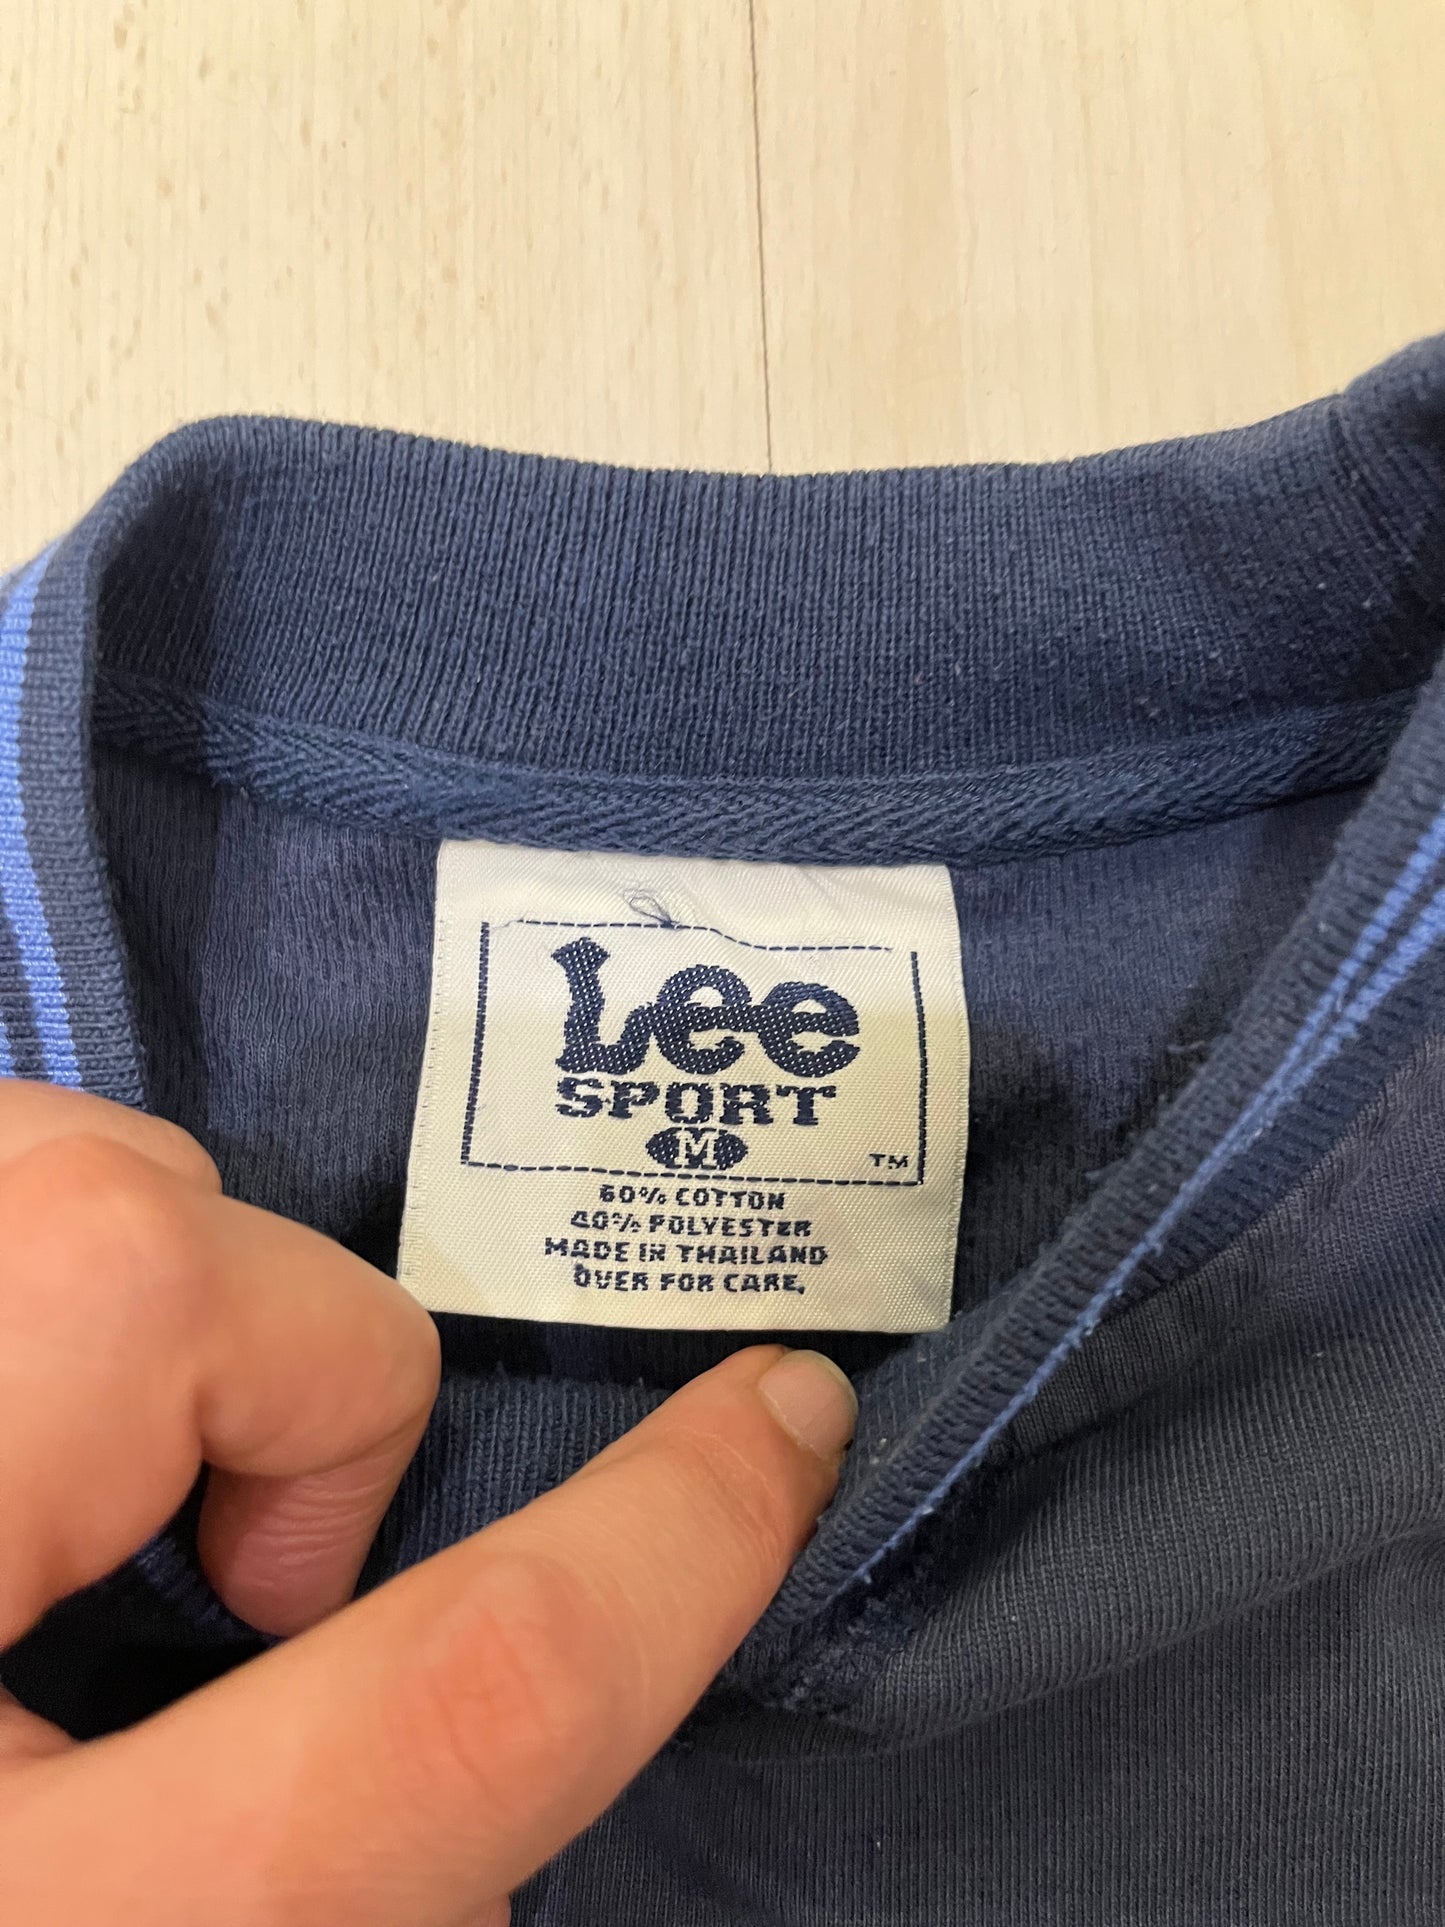 Lee
SPORT
M
TM
60% COTTON
40% POLYESTER
MADE IN THAILAND
OVER FOR CARE.